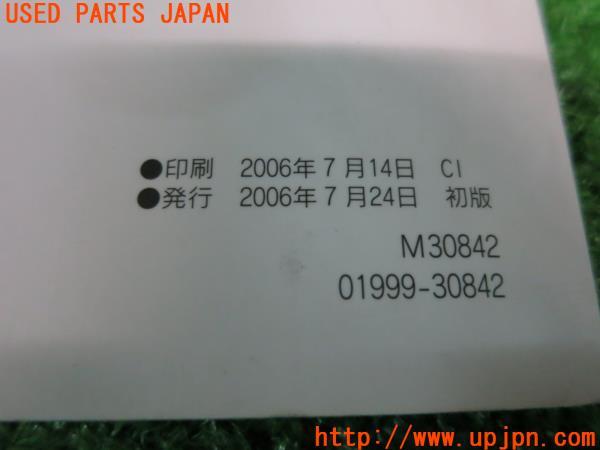 USED PARTS JAPAN
●印刷　2006年 7 月14日　CI
●発行　2006年 7 月24日　初版
M30842
01999-30842
http://www.upjpn.com/